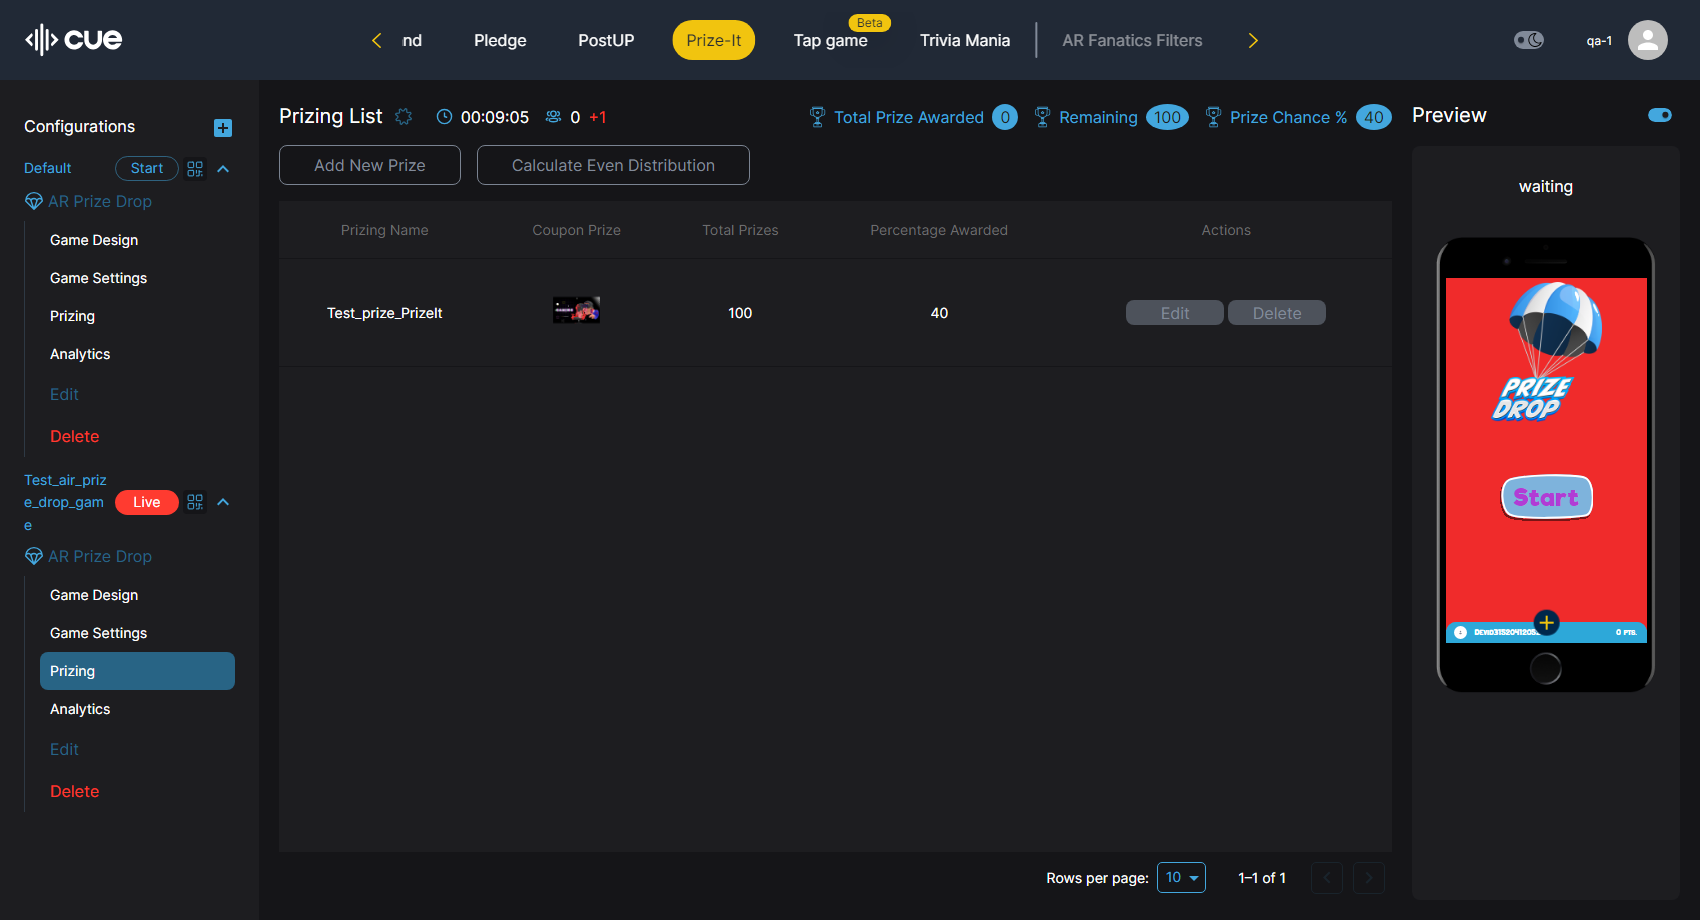 cue
nd
Pledge
PostUP
Prize-It
Beta
Tap game
Trivia Mania
AR Fanatics Filters
qa-1
Configurations
Default
Start
AR Prize Drop
Game Design
Game Settings
Pricing
Analytics
Edit
Delete
Test_air_priz
e_drop_gam
e
Live
AR Prize Drop
Game Design
Game Settings
Prizing
Analytics
Edit
Delete
Prizing List
00:09:05
0 +1
Total Prize Awarded 0
Remaining 100
Prize Chance % 40
Add New Prize
Calculate Even Distribution
Prizing Name
Coupon Prize
Total Prizes
Percentage Awarded
Actions
Test_prize_PrizeIt
100
40
Edit
Delete
Rows per page: 10
1–1 of 1
Preview
waiting
PRIZE
DROP
Start
0 PTS.